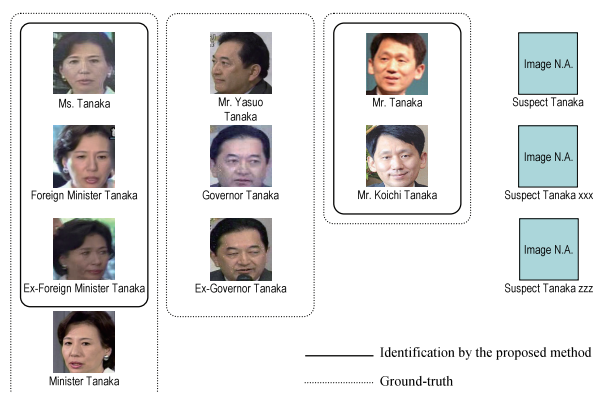 Ms. Tanaka
Mr. Yasuo
Tanaka
Mr. Tanaka
Image N.A.
Suspect Tanaka
Foreign Minister Tanaka
Governor Tanaka
Mr. Koichi Tanaka
Image N.A.
Suspect Tanaka xxx
Ex-Foreign Minister Tanaka
Ex-Governor Tanaka
Image N.A.
Suspect Tanaka zzz
Minister Tanaka
Identification by the proposed method
Ground-truth